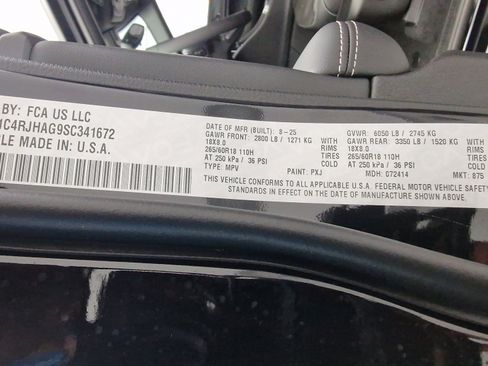 BY: FCA US LLC
1C4RJHAG9SC341672
LE MADE IN U.S.A.
DATE OF MFR (BUILT): 8-25 GVWR: 6050 LB / 2745 KG
GAWR FRONT: 2800 LB / 1271 KG WITH GAWR REAR: 3350 LB / 1520 KG WITH
18X8.0 RIMS 18X8.0 RIMS
265/60R18 110H TIRES 265/60R18 110H TIRES
AT 250 kPa / 36 PSI AT 250 kPa / 36 PSI
TYPE: MPV PAINT: PXJ MDH: 072414 MKT: 875
THIS VEHICLE CONFORMS TO ALL APPLICABLE U.S.A. FEDERAL MOTOR VEHICLE SAFETY
STANDARDS IN EFFECT ON THE DATE OF MANUFACTURE SHOWN ABOVE.